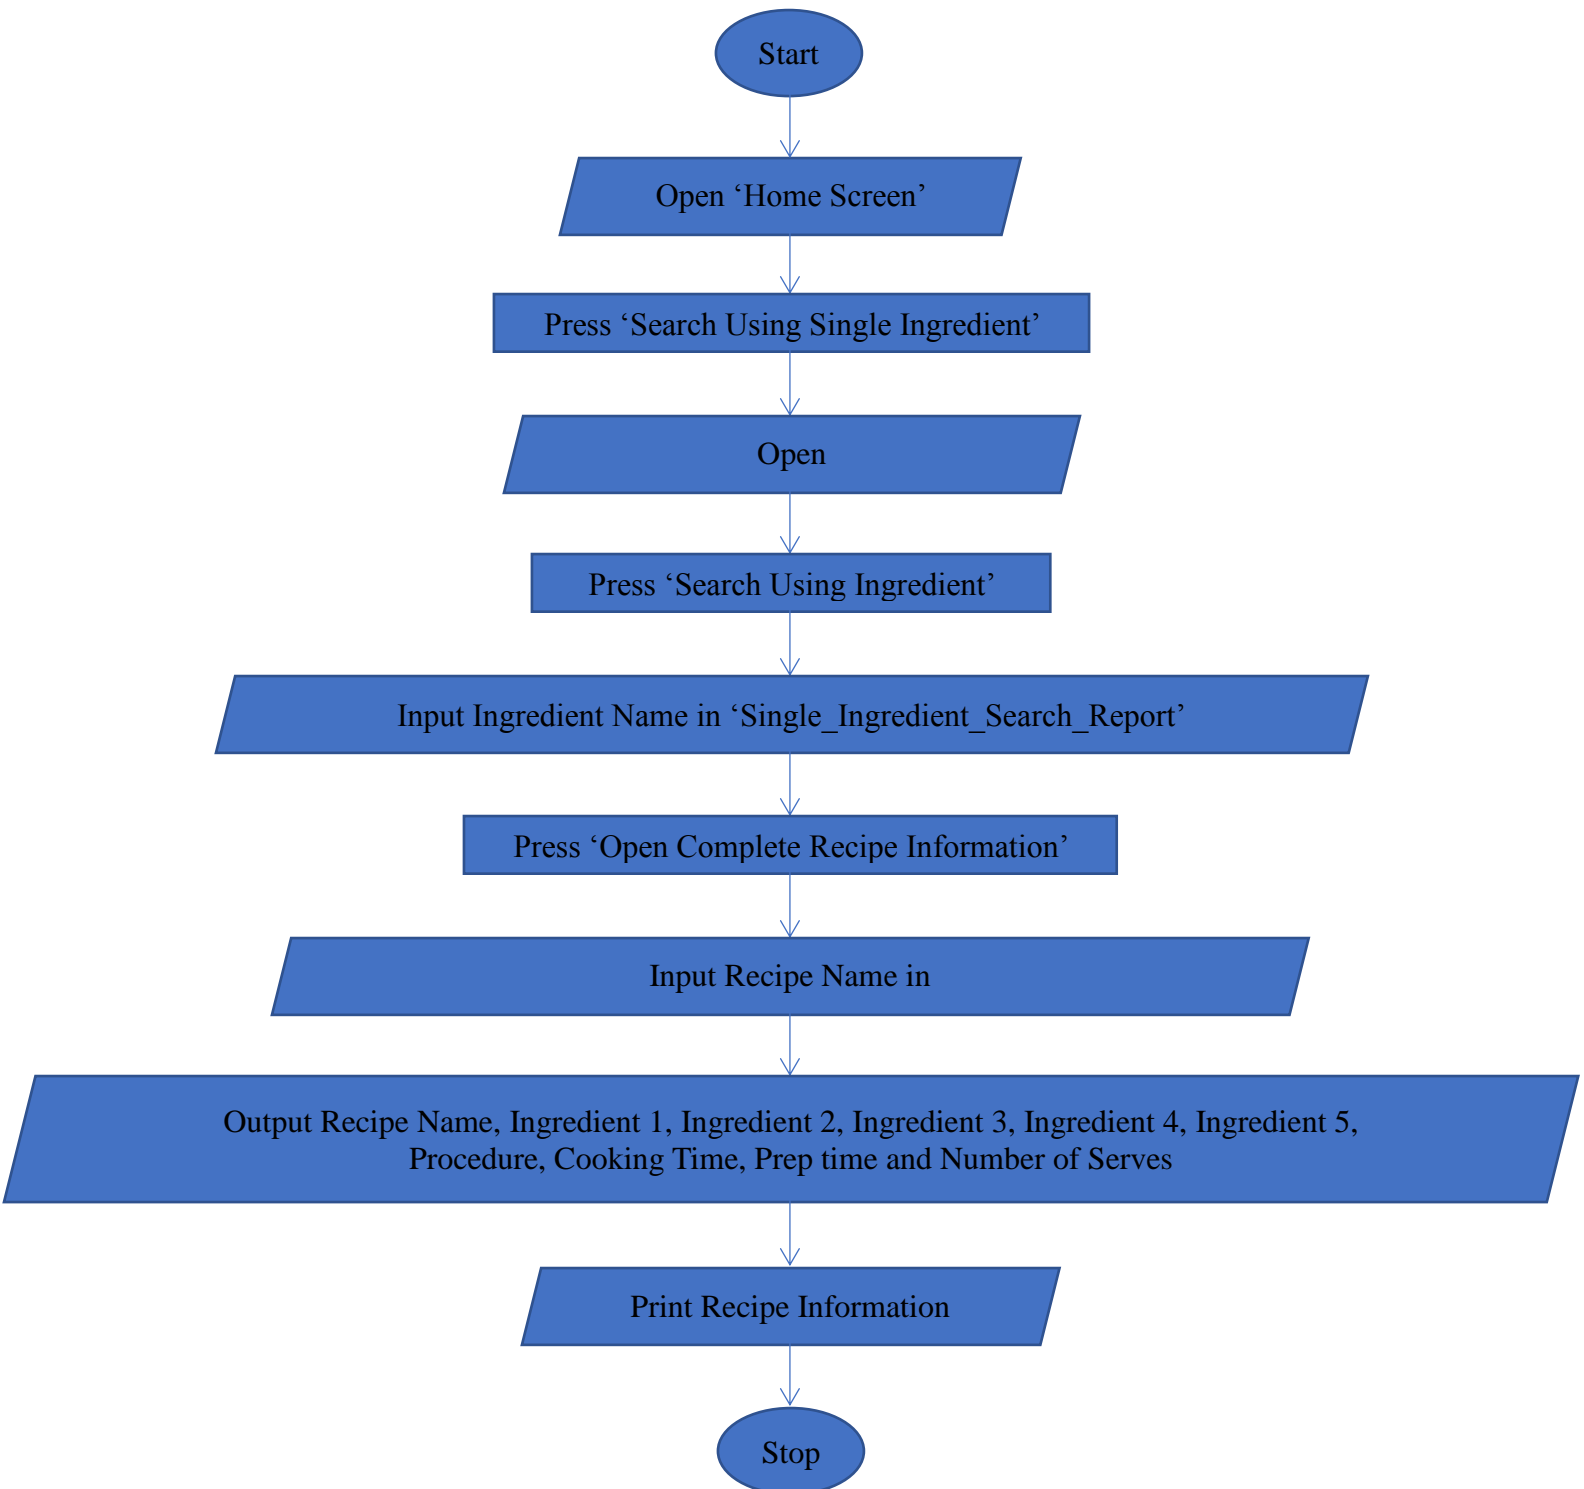 Start
Open ‘Home Screen’
Press ‘Search Using Single Ingredient’
Open
Press ‘Search Using Ingredient’
Input Ingredient Name in ‘Single_Ingredient_Search_Report’
Press ‘Open Complete Recipe Information’
Input Recipe Name in
Output Recipe Name, Ingredient 1, Ingredient 2, Ingredient 3, Ingredient 4, Ingredient 5,
Procedure, Cooking Time, Prep time and Number of Serves
Print Recipe Information
Stop